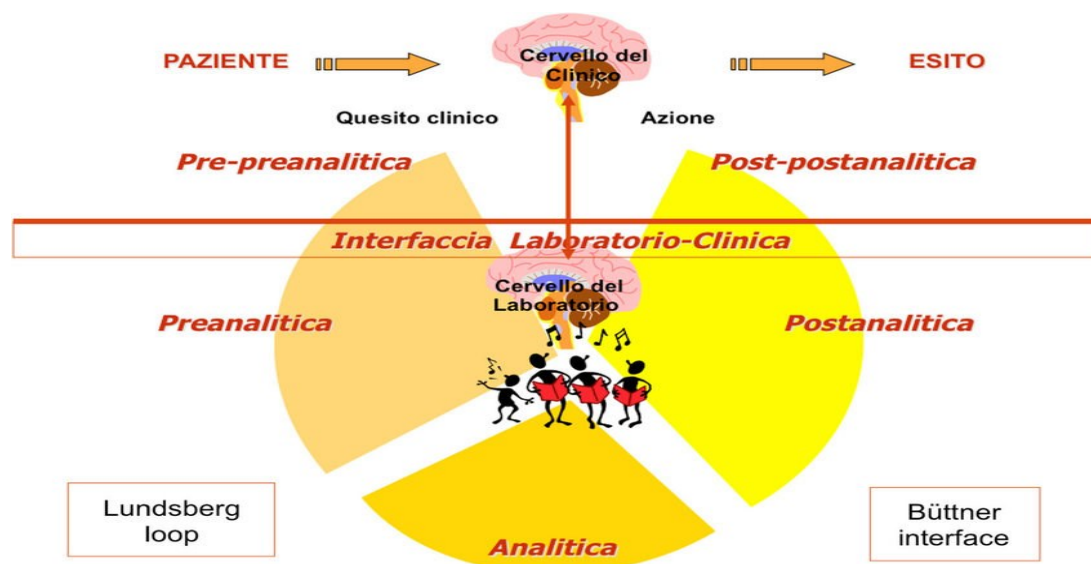 PAZIENTE
Cervello del
Clinico
ESITO
Quesito clinico
Azione
Pre-preanalitica
Post-postanalitica
Interfaccia Laboratorio-Clinica
Cervello del
Laboratorio
Preanalitica
Postanalitica
Lundsberg
loop
Büttner
interface
Analitica